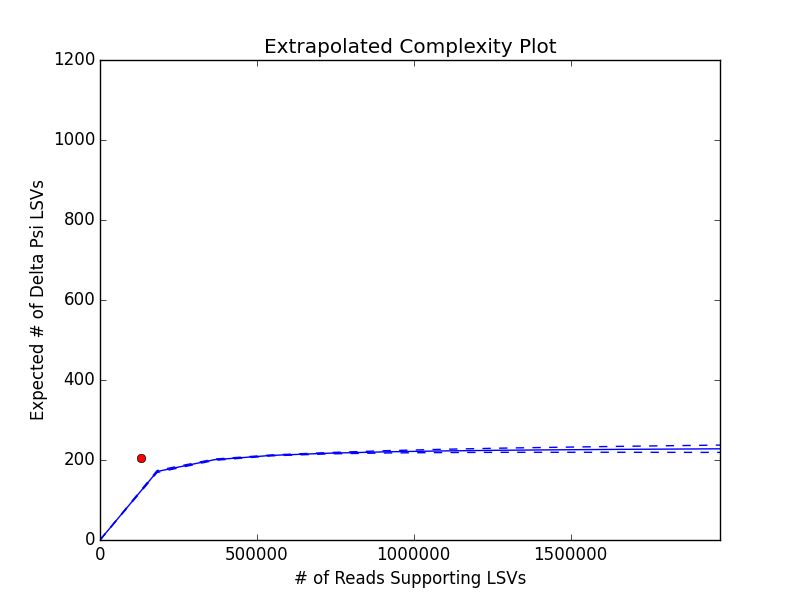 Extrapolated Complexity Plot
1200
1000
800
600
400
200
0
Expected # of Delta Psi LSVs
0 500000 1000000 1500000
# of Reads Supporting LSVs